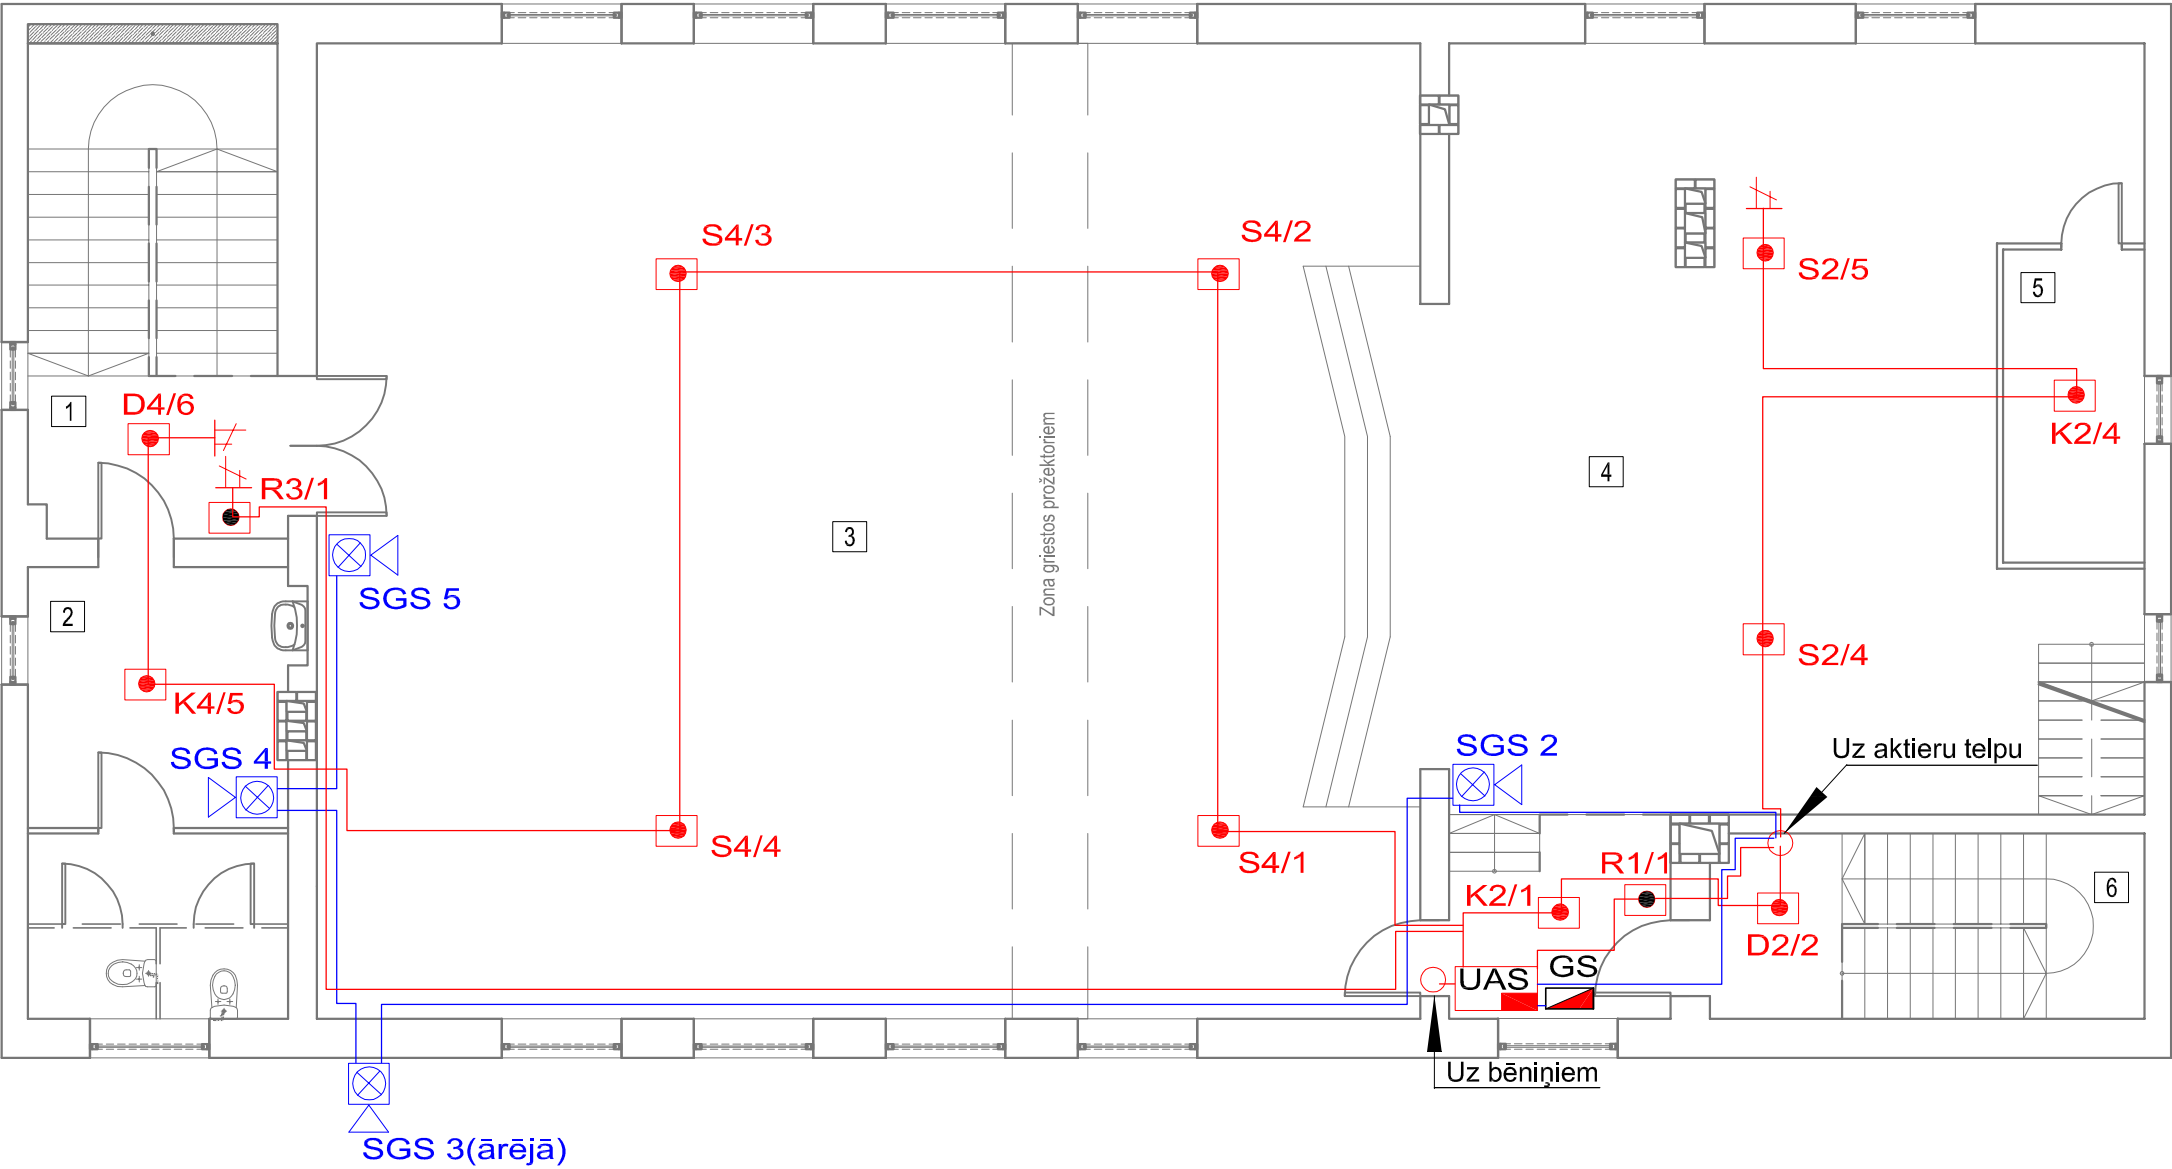 S4/3
S4/2
S2/5
5
1
D4/6
K2/4
Zona griestos prožektoriem
4
R3/1
3
SGS 5
2
S2/4
K4/5
SGS 4
SGS 2
Uz aktieru telpu
S4/4
S4/1
R1/1
K2/1
6
D2/2
UAS
GS
Uz bēniņiem
SGS 3(ārējā)